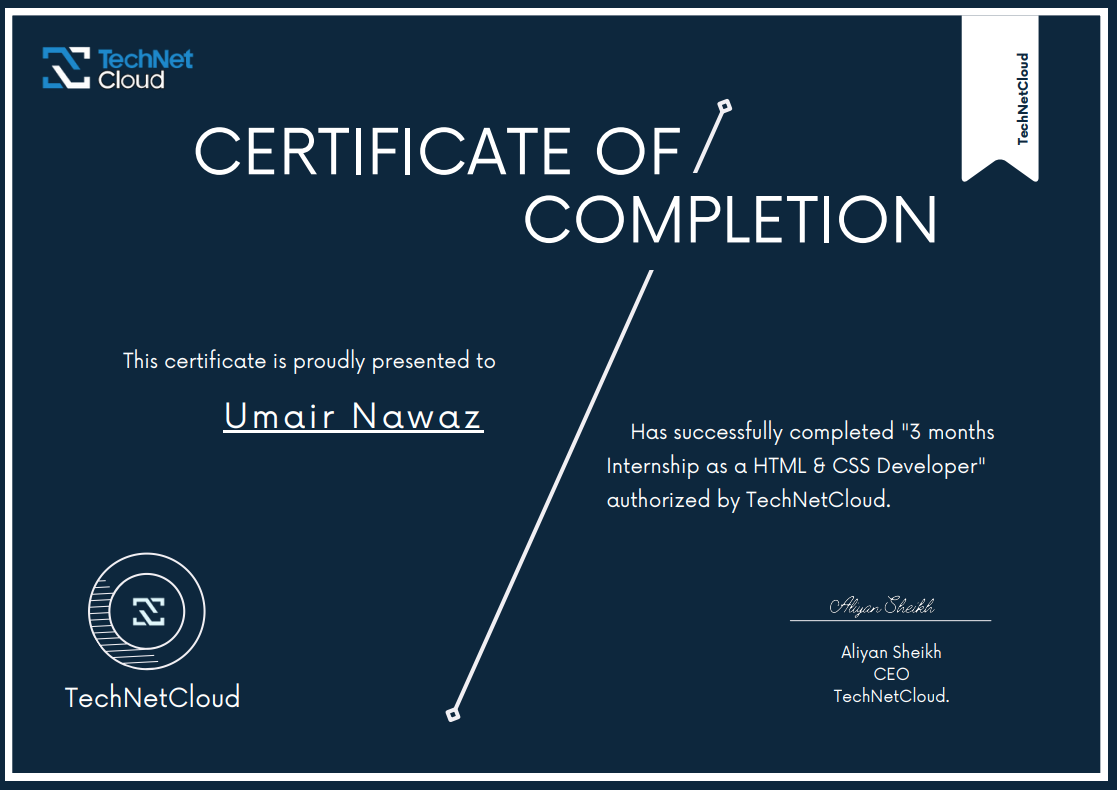 TechNet
Cloud
TechNetCloud
CERTIFICATE OF
COMPLETION
This certificate is proudly presented to
Umair Nawaz
Has successfully completed "3 months
Internship as a HTML & CSS Developer"
authorized by TechNetCloud.
TechNetCloud
Aliyan Sheikh
Aliyan Sheikh
CEO
TechNetCloud.